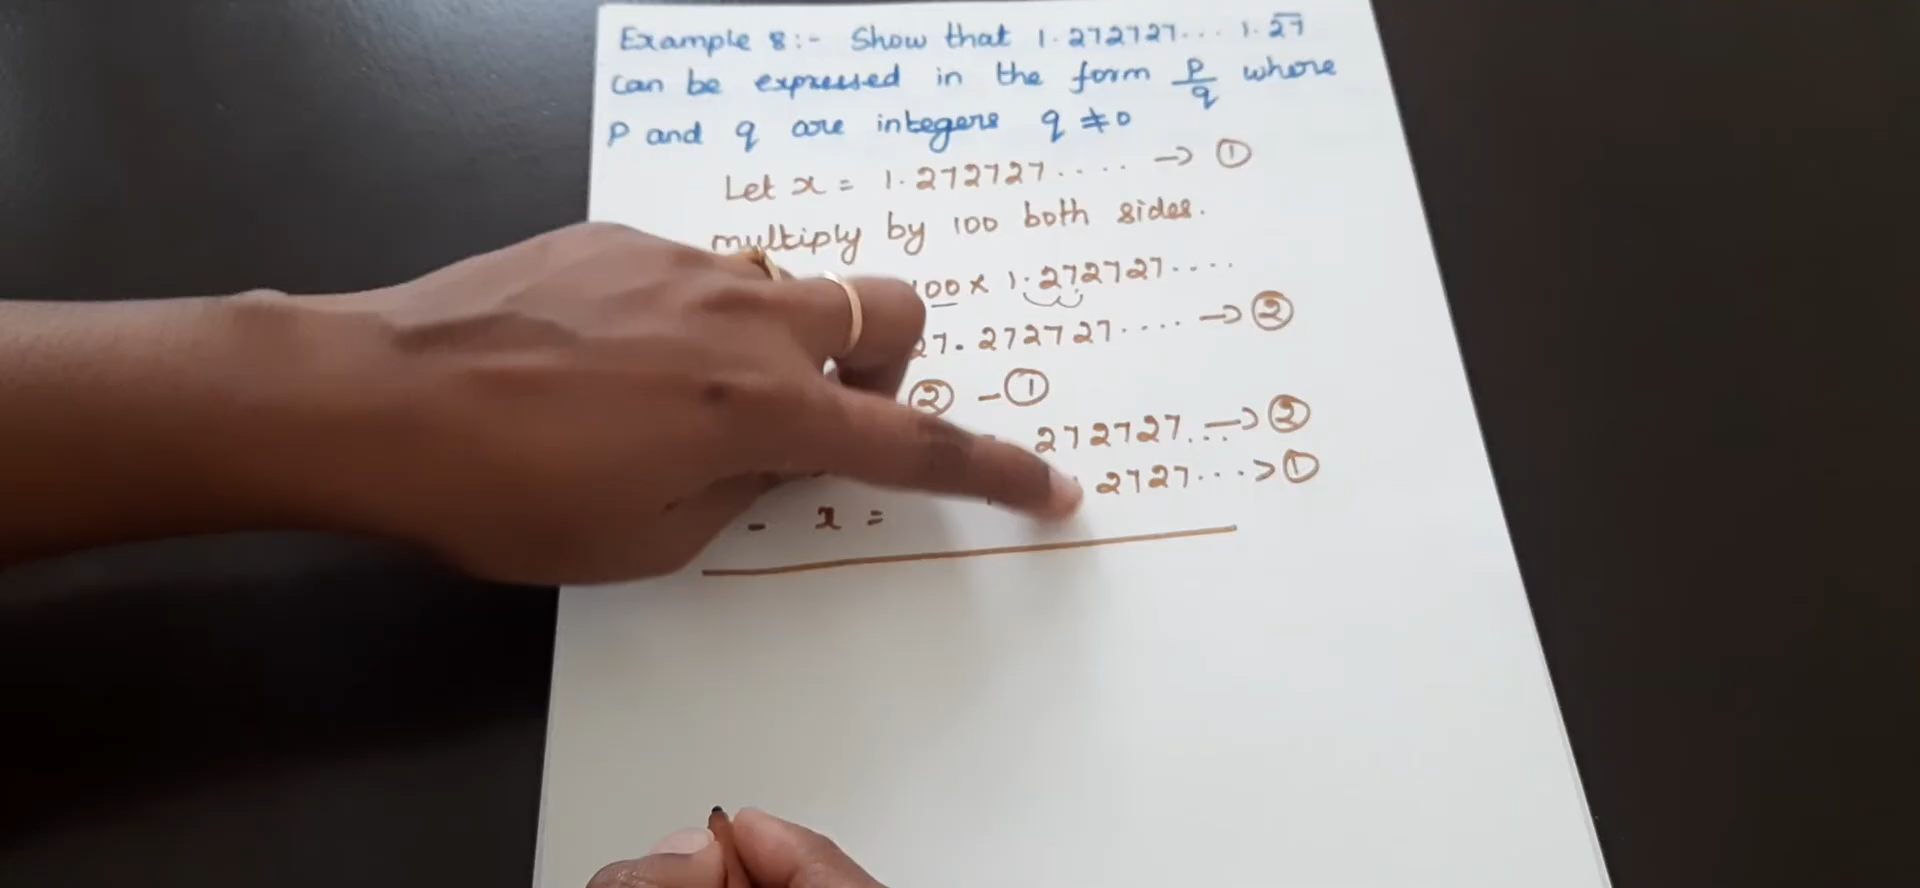 Example 8:- Show that 1.272727... 1.2̅7̅
can be expressed in the form p/q where
p and q are integers q ≠ 0
Let x = 1.272727.... → ①
multiply by 100 both sides.
00 × 1.272727....
27.272727.... → ②
② - ①
272727... → ②
2727... > ①
- x =